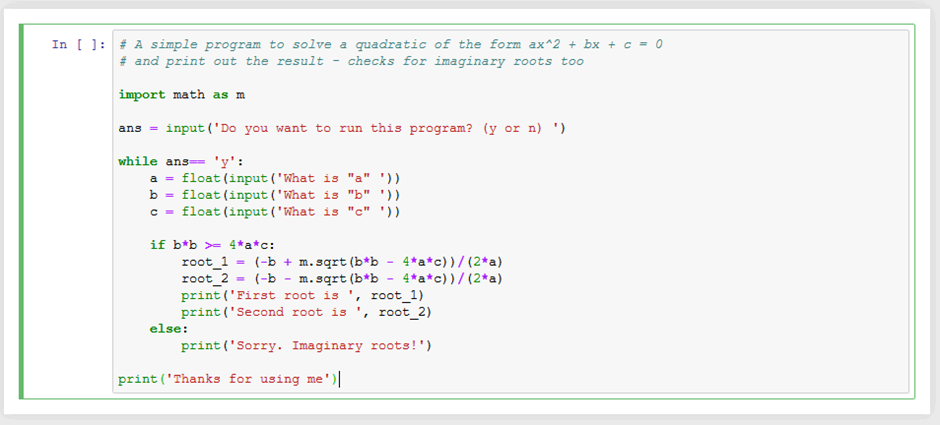 In [ ]: # A simple program to solve a quadratic of the form ax^2 + bx + c = 0
# and print out the result - checks for imaginary roots too
import math as m
ans = input('Do you want to run this program? (y or n) ')
while ans== 'y':
    a = float(input('What is "a" '))
    b = float(input('What is "b" '))
    c = float(input('What is "c" '))
    if b*b >= 4*a*c:
        root_1 = (-b + m.sqrt(b*b - 4*a*c))/(2*a)
        root_2 = (-b - m.sqrt(b*b - 4*a*c))/(2*a)
        print('First root is ', root_1)
        print('Second root is ', root_2)
    else:
        print('Sorry. Imaginary roots!')
print('Thanks for using me')